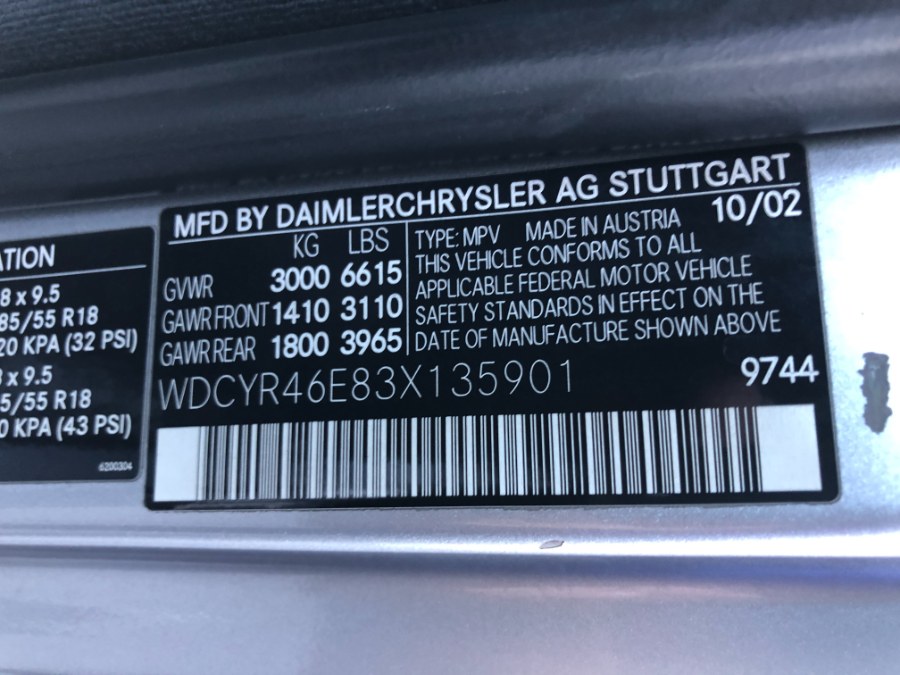 ATION
8 x 9.5
85/55 R18
20 KPA (32 PSI)
x 9.5
5/55 R18
0 KPA (43 PSI)
6200304
MFD BY DAIMLERCHRYSLER AG STUTTGART
10/02
KG LBS
GVWR 3000 6615
GAWR FRONT 1410 3110
GAWR REAR 1800 3965
TYPE: MPV MADE IN AUSTRIA
THIS VEHICLE CONFORMS TO ALL
APPLICABLE FEDERAL MOTOR VEHICLE
SAFETY STANDARDS IN EFFECT ON THE
DATE OF MANUFACTURE SHOWN ABOVE
WDCYR46E83X135901
9744